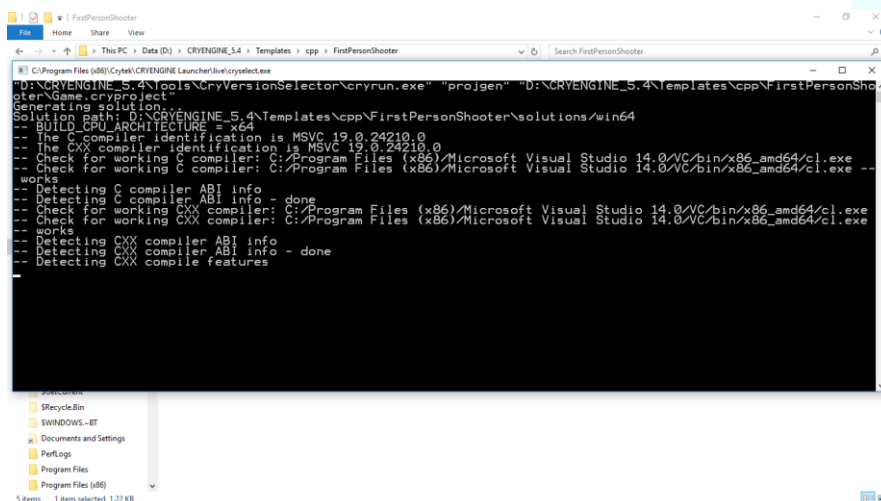 FirstPersonShooter
File Home Share View
This PC > Data (D:) > CRYENGINE_5.4 > Templates > cpp > FirstPersonShooter
Search FirstPersonShooter
C:\Program Files (x86)\Crytek\CRYENGINE Launcher\live\cryselect.exe
"D:\CRYENGINE_5.4\Tools\CryVersionSelector\cryrun.exe" "projgen" "D:\CRYENGINE_5.4\Templates\cpp\FirstPersonSho
oter\Game.cryproject"
Generating solution...
Solution path: D:\CRYENGINE_5.4\Templates\cpp\FirstPersonShooter\solutions/win64
-- BUILD_CPU_ARCHITECTURE = x64
-- The C compiler identification is MSVC 19.0.24210.0
-- The CXX compiler identification is MSVC 19.0.24210.0
-- Check for working C compiler: C:/Program Files (x86)/Microsoft Visual Studio 14.0/VC/bin/x86_amd64/cl.exe
-- Check for working C compiler: C:/Program Files (x86)/Microsoft Visual Studio 14.0/VC/bin/x86_amd64/cl.exe --
works
-- Detecting C compiler ABI info
-- Detecting C compiler ABI info - done
-- Check for working CXX compiler: C:/Program Files (x86)/Microsoft Visual Studio 14.0/VC/bin/x86_amd64/cl.exe
-- Check for working CXX compiler: C:/Program Files (x86)/Microsoft Visual Studio 14.0/VC/bin/x86_amd64/cl.exe
-- works
-- Detecting CXX compiler ABI info
-- Detecting CXX compiler ABI info - done
-- Detecting CXX compile features
$Recycle.Bin
$WINDOWS.~BT
Documents and Settings
PerfLogs
Program Files
Program Files (x86)
5 items 1 item selected 1.22 KB